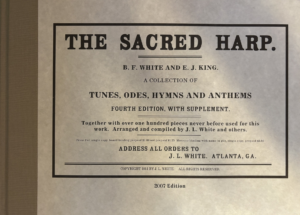 THE SACRED HARP.
B. F. WHITE AND E. J. KING.
A COLLECTION OF
TUNES, ODES, HYMNS AND ANTHEMS
FOURTH EDITION, WITH SUPPLEMENT.
Together with over one hundred pieces never before used for this
work. Arranged and compiled by J. L. White and others.
ADDRESS ALL ORDERS TO
J. L. WHITE. ATLANTA, GA.
2007 Edition